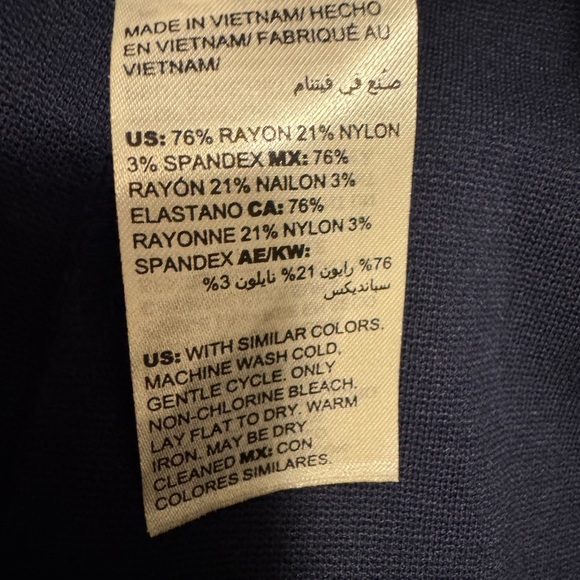 MADE IN VIETNAM/ HECHO
EN VIETNAM/ FABRIQUÉ AU
VIETNAM/
صنع في فيتنام
US: 76% RAYON 21% NYLON
3% SPANDEX MX: 76%
RAYÓN 21% NAILON 3%
ELASTANO CA: 76%
RAYONNE 21% NYLON 3%
SPANDEX AE/KW:
76% رايون 21% نايلون 3%
سبانديكس
US: WITH SIMILAR COLORS.
MACHINE WASH COLD,
GENTLE CYCLE. ONLY
NON-CHLORINE BLEACH.
LAY FLAT TO DRY. WARM
IRON. MAY BE DRY
CLEANED MX: CON
COLORES SIMILARES.